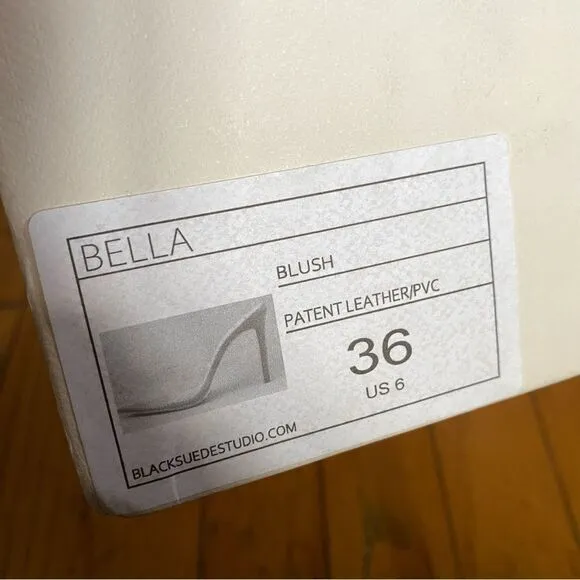 BELLA
BLUSH
PATENT LEATHER/PVC
36
US 6
BLACKSUEDESTUDIO.COM